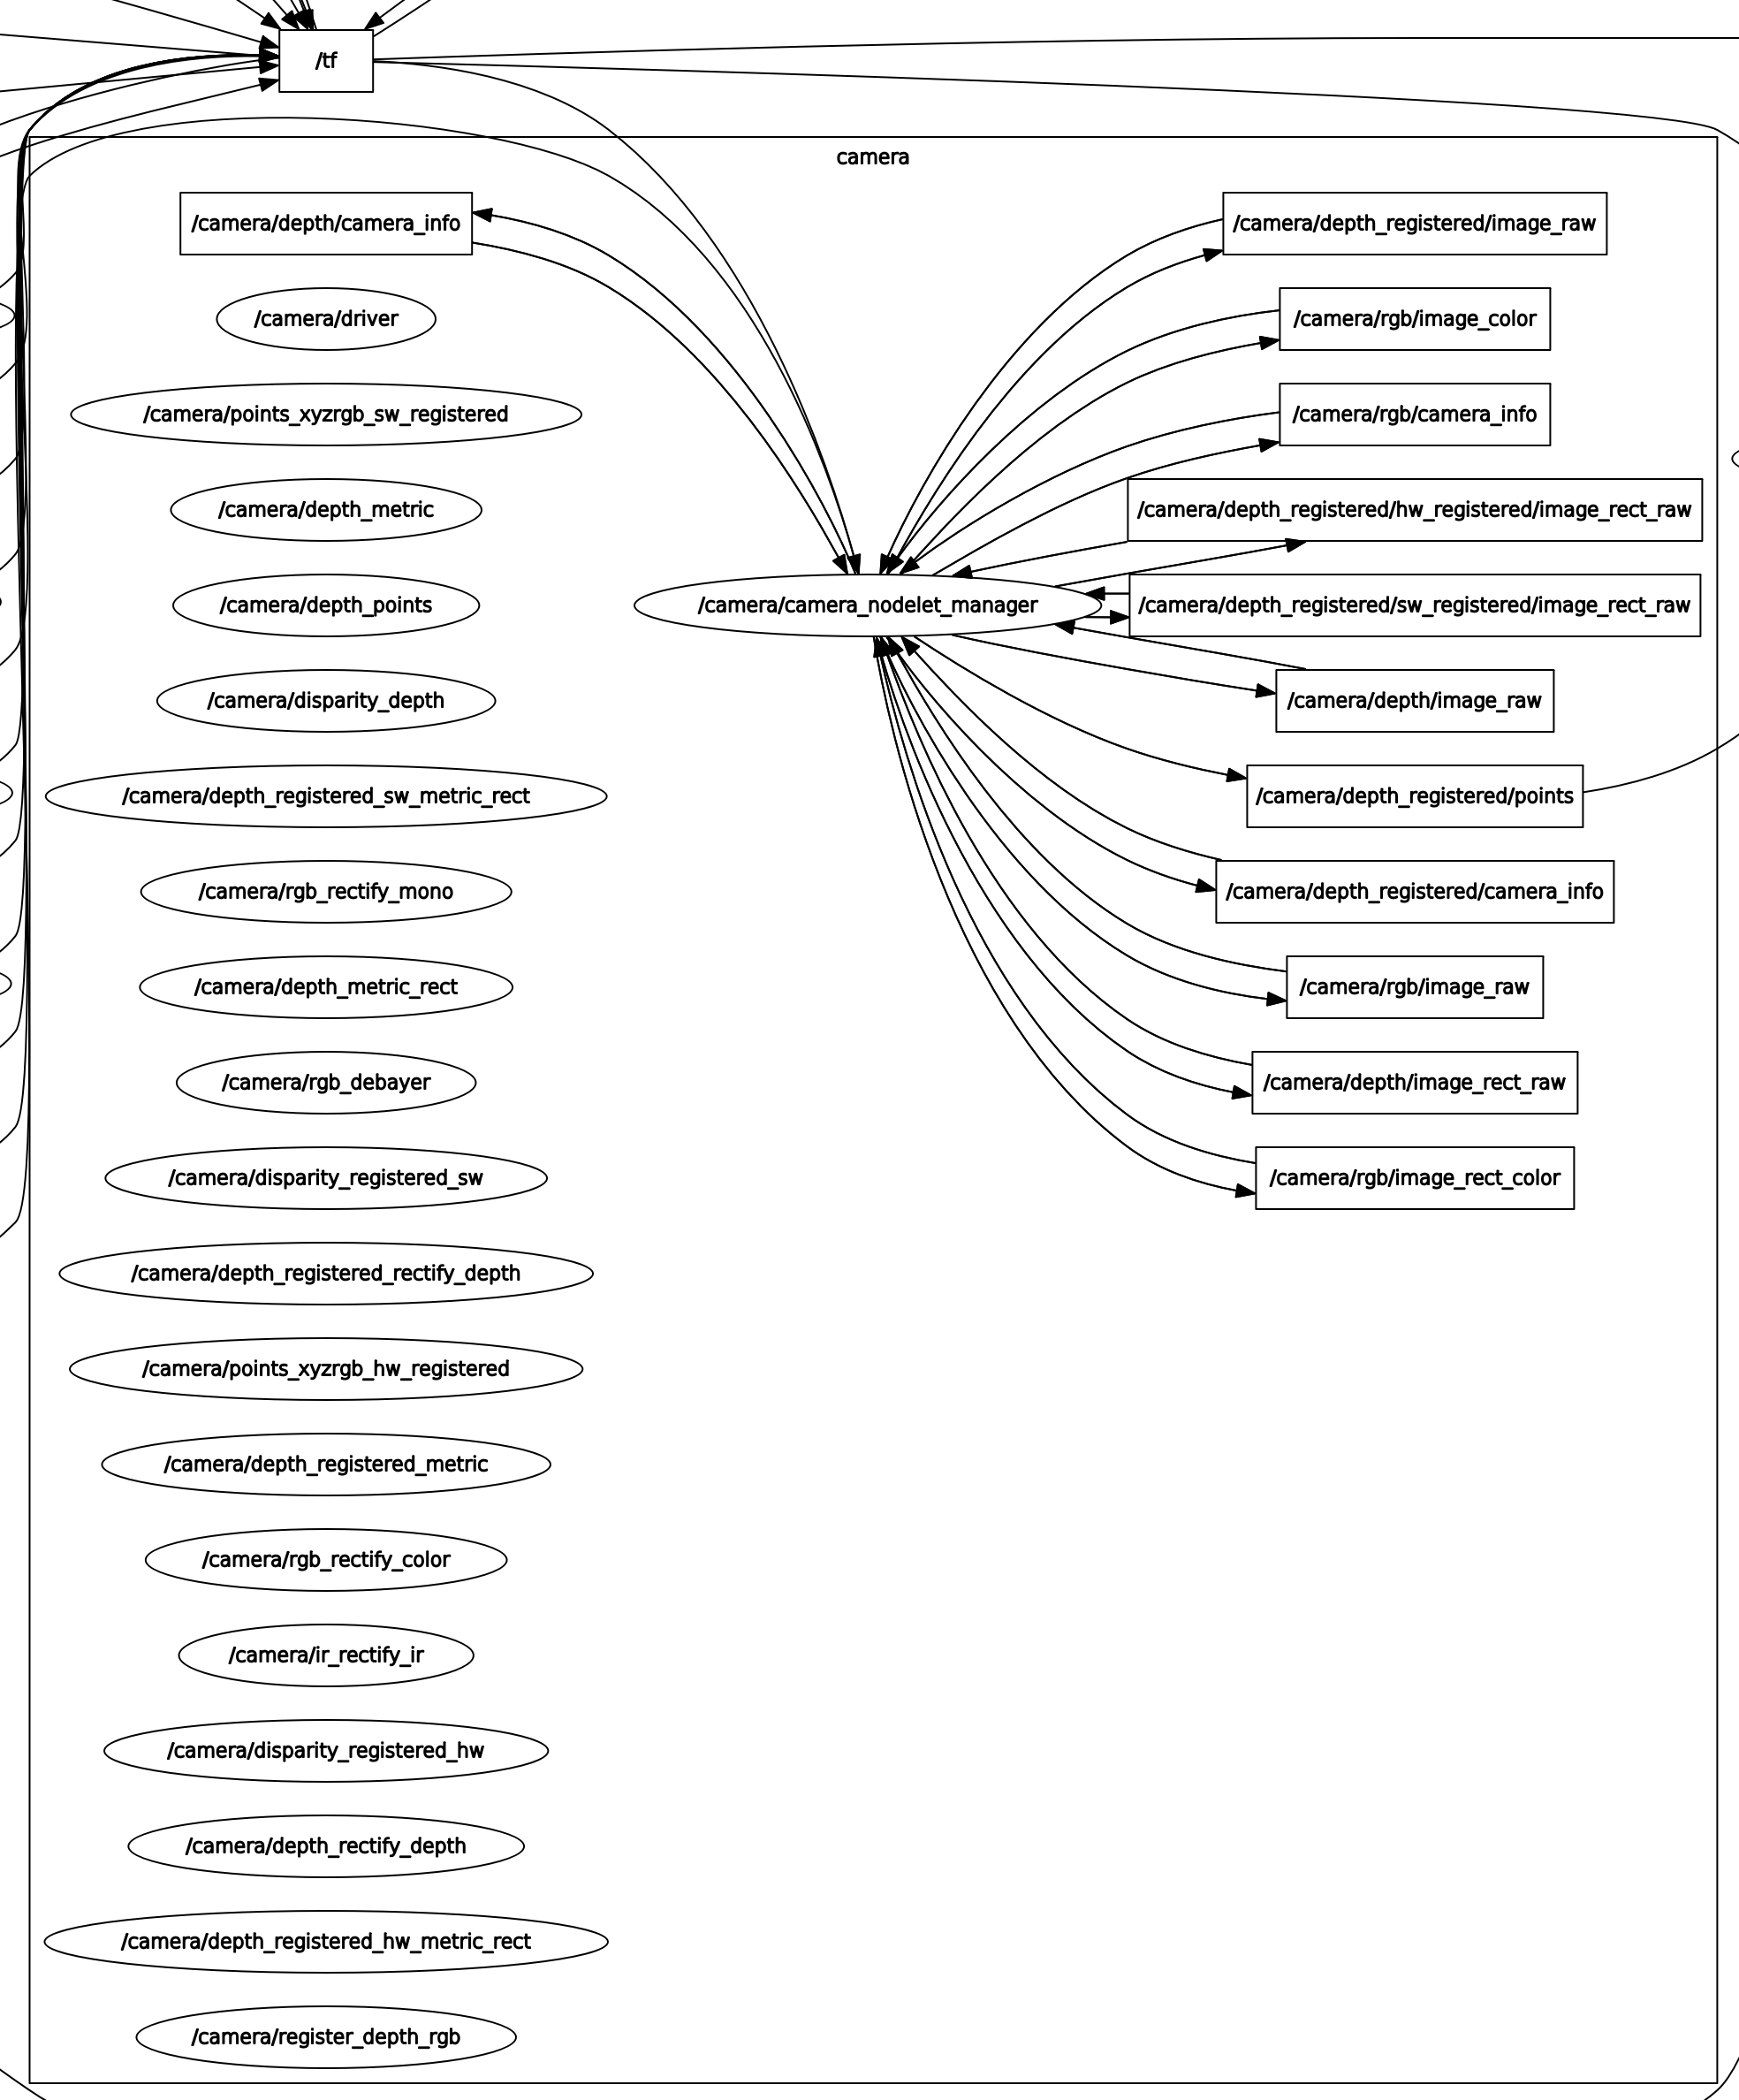 /tf
camera
/camera/depth/camera_info
/camera/driver
/camera/points_xyzrgb_sw_registered
/camera/depth_metric
/camera/depth_points
/camera/disparity_depth
/camera/depth_registered_sw_metric_rect
/camera/rgb_rectify_mono
/camera/depth_metric_rect
/camera/rgb_debayer
/camera/disparity_registered_sw
/camera/depth_registered_rectify_depth
/camera/points_xyzrgb_hw_registered
/camera/depth_registered_metric
/camera/rgb_rectify_color
/camera/ir_rectify_ir
/camera/disparity_registered_hw
/camera/depth_rectify_depth
/camera/depth_registered_hw_metric_rect
/camera/register_depth_rgb
/camera/camera_nodelet_manager
/camera/depth_registered/image_raw
/camera/rgb/image_color
/camera/rgb/camera_info
/camera/depth_registered/hw_registered/image_rect_raw
/camera/depth_registered/sw_registered/image_rect_raw
/camera/depth/image_raw
/camera/depth_registered/points
/camera/depth_registered/camera_info
/camera/rgb/image_raw
/camera/depth/image_rect_raw
/camera/rgb/image_rect_color